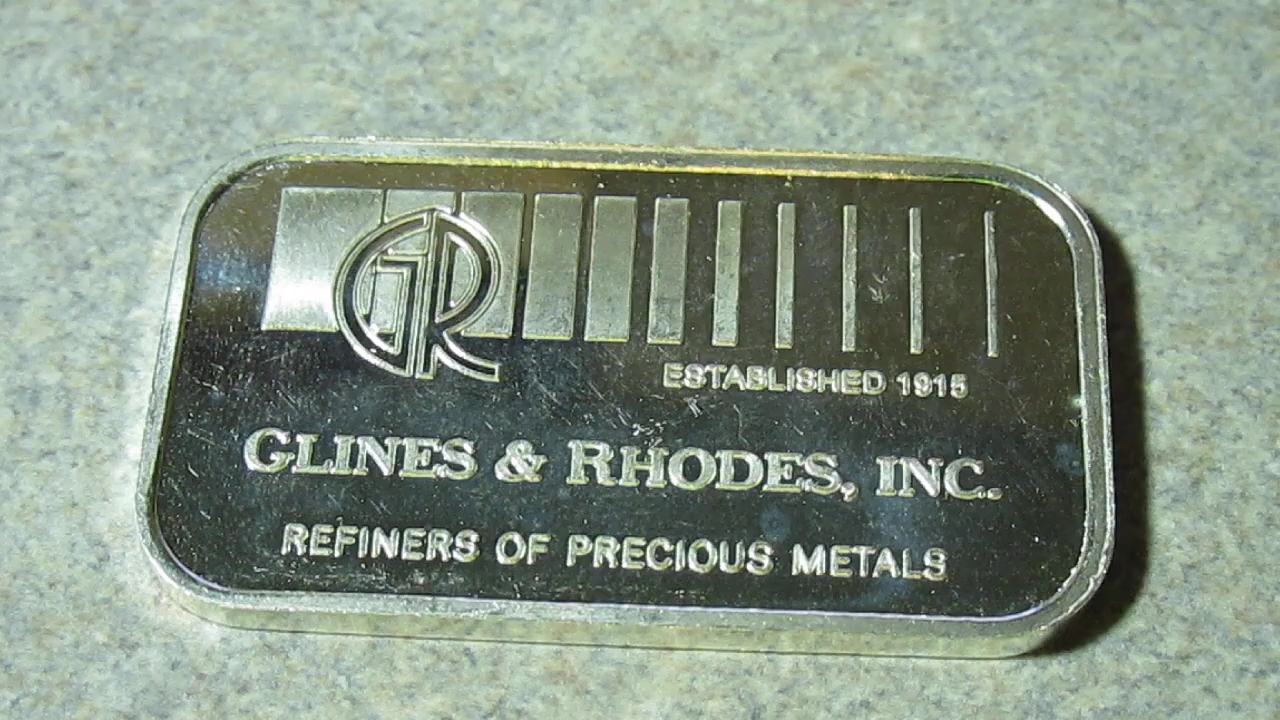 GR
ESTABLISHED 1915
GLINES & RHODES, INC.
REFINERS OF PRECIOUS METALS